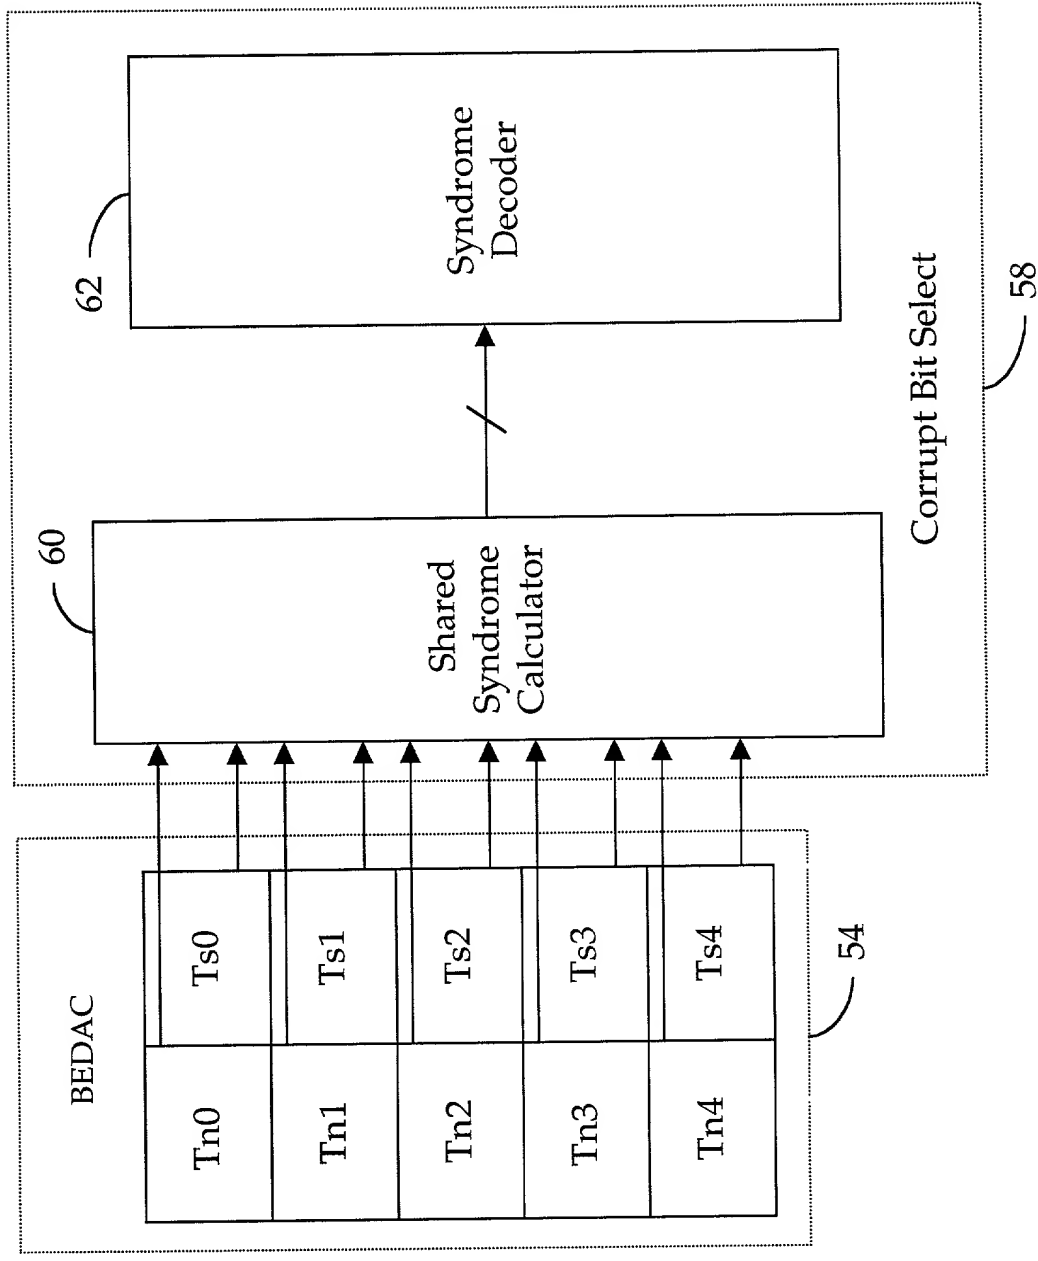 BEDAC
Tn0
Ts0
Tn1
Ts1
Tn2
Ts2
Tn3
Ts3
Tn4
Ts4
54
60
Shared
Syndrome
Calculator
62
Syndrome
Decoder
Corrupt Bit Select
58